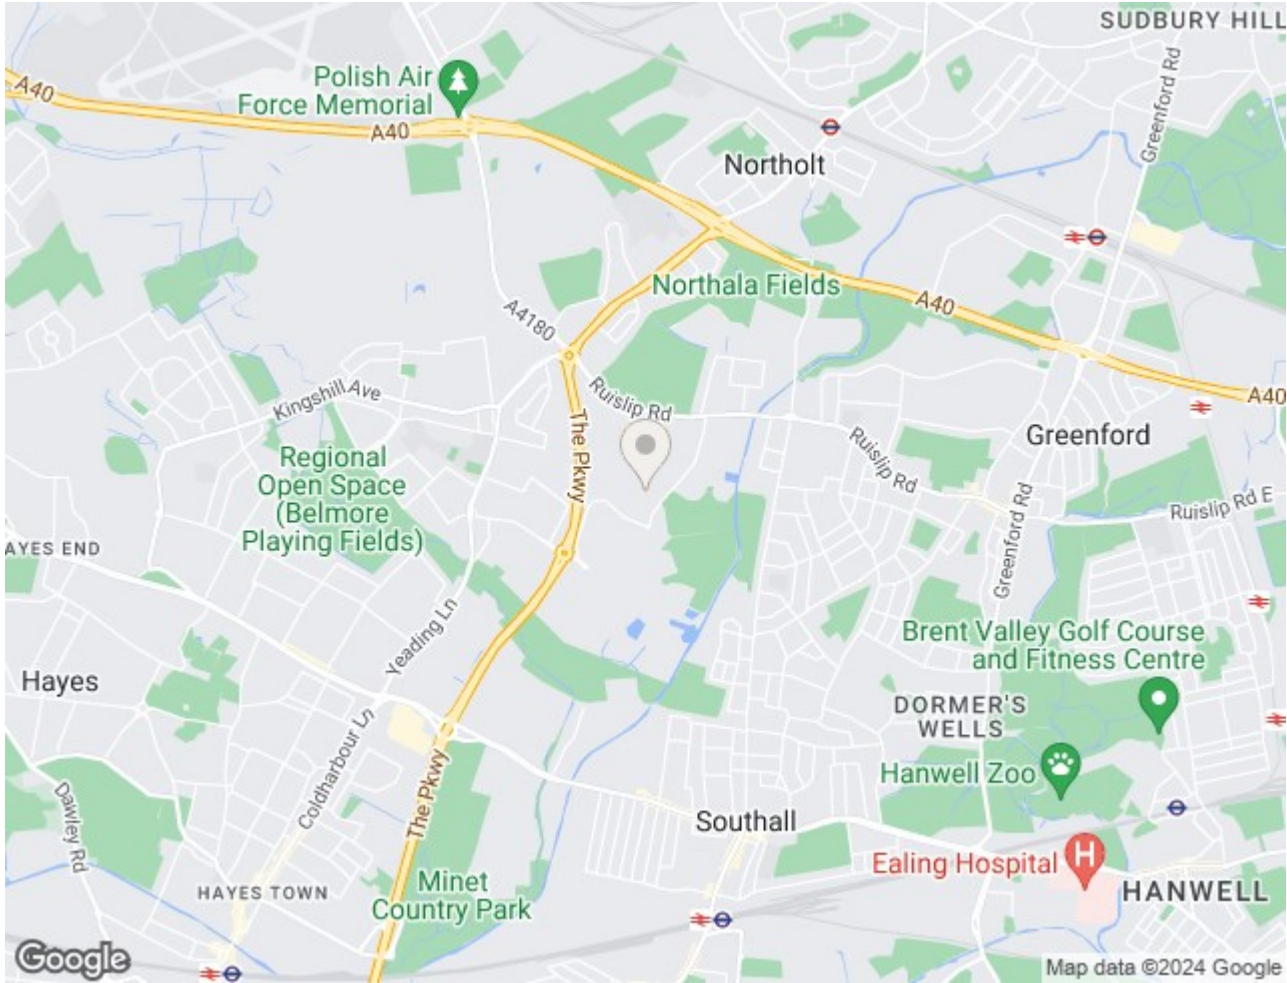 SUDBURY HILL
A40
Polish Air
Force Memorial
A40
Greenford Rd
Northolt
Northala Fields
A40
A4180
Kingshill Ave
Ruislip Rd
A40
The Pkwy
Greenford
Regional
Open Space
(Belmore
Playing Fields)
Ruislip Rd
Greenford Rd
Ruislip Rd E
AYES END
Yeading Ln
Brent Valley Golf Course
and Fitness Centre
Hayes
DORMER'S
WELLS
Coldharbour Ln
The Pkwy
Hanwell Zoo
Dawley Rd
Southall
Ealing Hospital
H
HANWELL
HAYES TOWN
Minet
Country Park
Google
Map data ©2024 Google